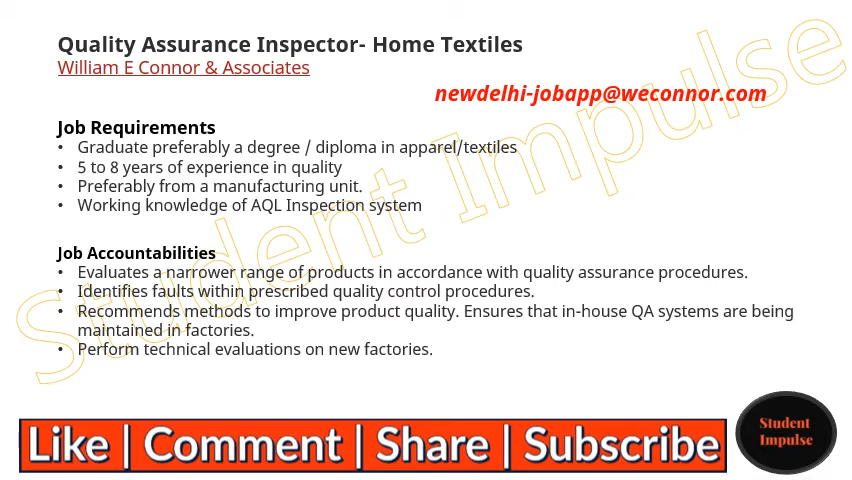 Quality Assurance Inspector- Home Textiles
William E Connor & Associates
newdelhi-jobapp@weconnor.com
Job Requirements
• Graduate preferably a degree / diploma in apparel/textiles
• 5 to 8 years of experience in quality
• Preferably from a manufacturing unit.
• Working knowledge of AQL Inspection system
Job Accountabilities
• Evaluates a narrower range of products in accordance with quality assurance procedures.
• Identifies faults within prescribed quality control procedures.
• Recommends methods to improve product quality. Ensures that in-house QA systems are being
maintained in factories.
• Perform technical evaluations on new factories.
Student Impulse
Like | Comment | Share | Subscribe
Student
Impulse